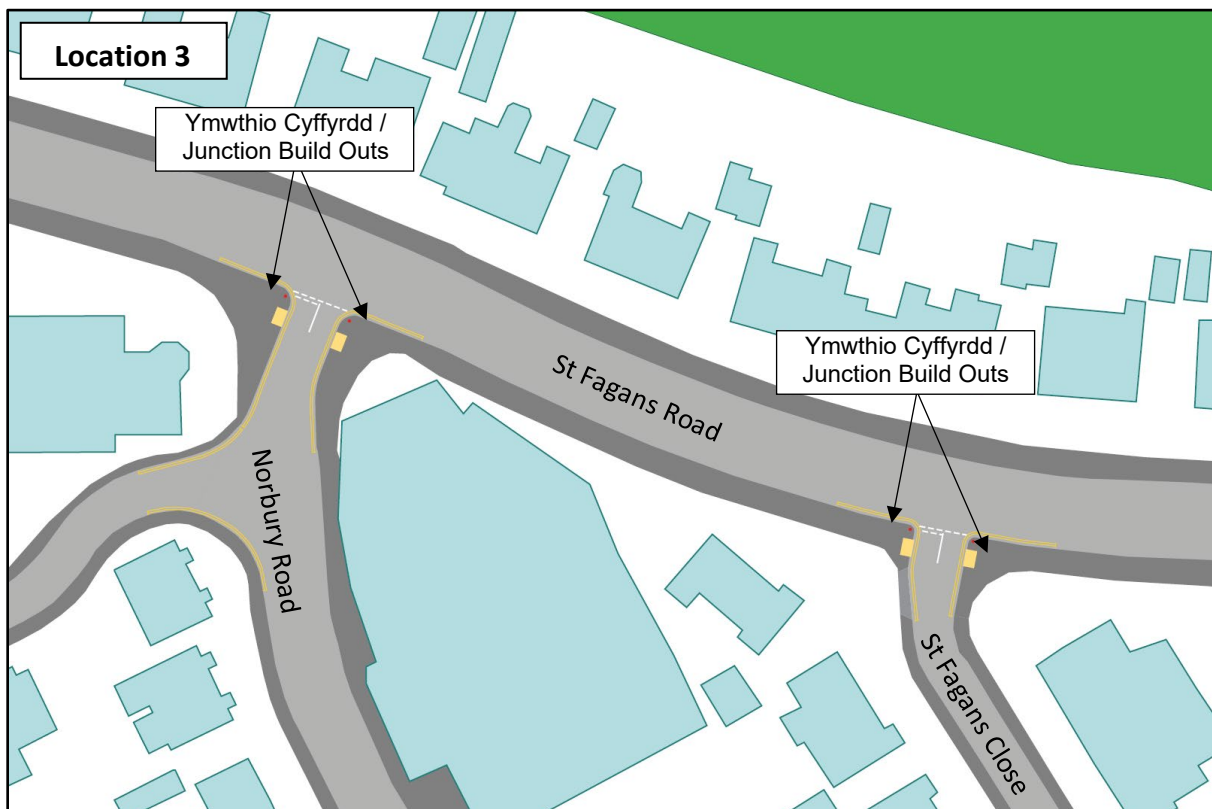 Location 3
Ymwthio Cyffyrdd /
Junction Build Outs
Ymwthio Cyffyrdd /
Junction Build Outs
St Fagans Road
Norbury Road
St Fagans Close